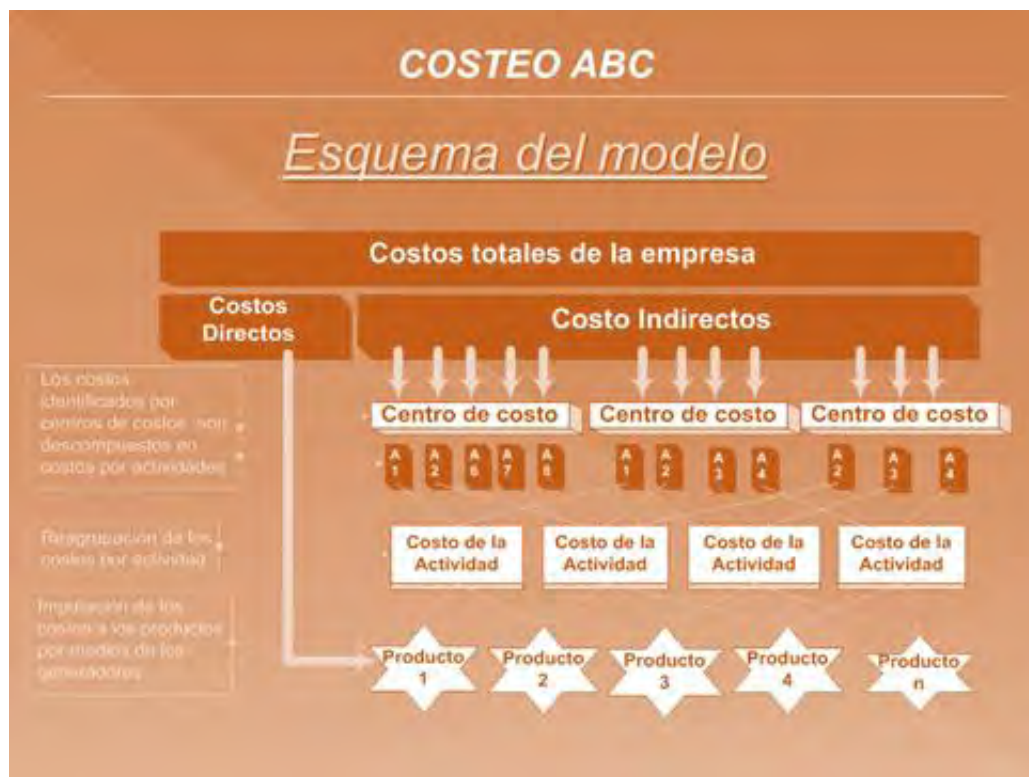 COSTEO ABC
Esquema del modelo
Costos totales de la empresa
Costos
Directos
Costo Indirectos
Los costos
identificados por
centros de costos son
descompuestos en
costos por actividades
Centro de costo
Centro de costo
Centro de costo
A
1
A
2
A
6
A
7
A
8
A
1
A
2
A
3
A
4
A
2
A
3
A
4
Reagrupación de los
costos por actividad
Costo de la
Actividad
Costo de la
Actividad
Costo de la
Actividad
Costo de la
Actividad
Imputación de los
costos a los productos
por medios de los
generadores
Producto
1
Producto
2
Producto
3
Producto
4
Producto
n